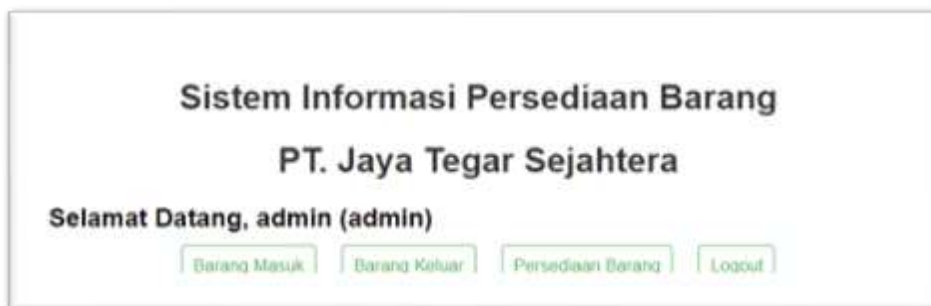 Sistem Informasi Persediaan Barang
PT. Jaya Tegar Sejahtera
Selamat Datang, admin (admin)
Barang Masuk Barang Keluar Persediaan Barang Logout